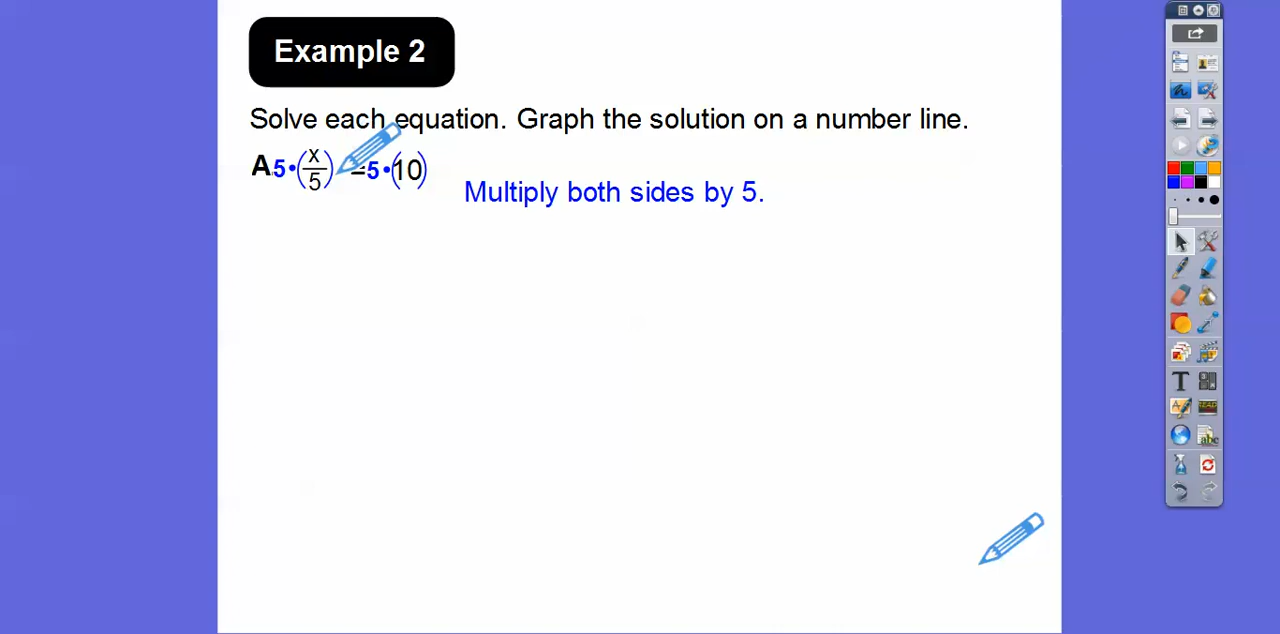 Example 2
Solve each equation. Graph the solution on a number line.
A 5•(x/5) =5•(10)
Multiply both sides by 5.